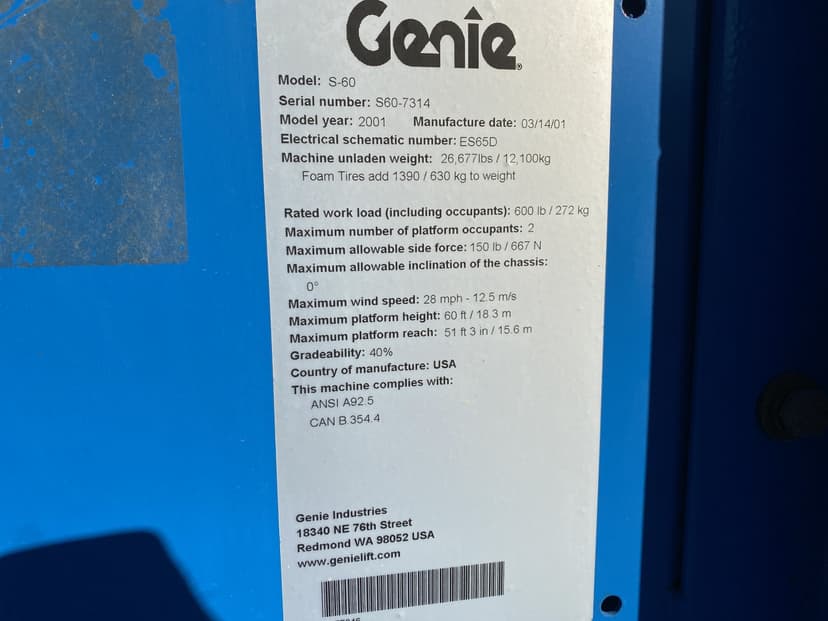 Genie®
Model: S-60
Serial number: S60-7314
Model year: 2001 Manufacture date: 03/14/01
Electrical schematic number: ES65D
Machine unladen weight: 26,677lbs / 12,100kg
Foam Tires add 1390 / 630 kg to weight
Rated work load (including occupants): 600 lb / 272 kg
Maximum number of platform occupants: 2
Maximum allowable side force: 150 lb / 667 N
Maximum allowable inclination of the chassis:
0°
Maximum wind speed: 28 mph - 12.5 m/s
Maximum platform height: 60 ft / 18.3 m
Maximum platform reach: 51 ft 3 in / 15.6 m
Gradeability: 40%
Country of manufacture: USA
This machine complies with:
ANSI A92.5
CAN B.354.4
Genie Industries
18340 NE 76th Street
Redmond WA 98052 USA
www.genielift.com